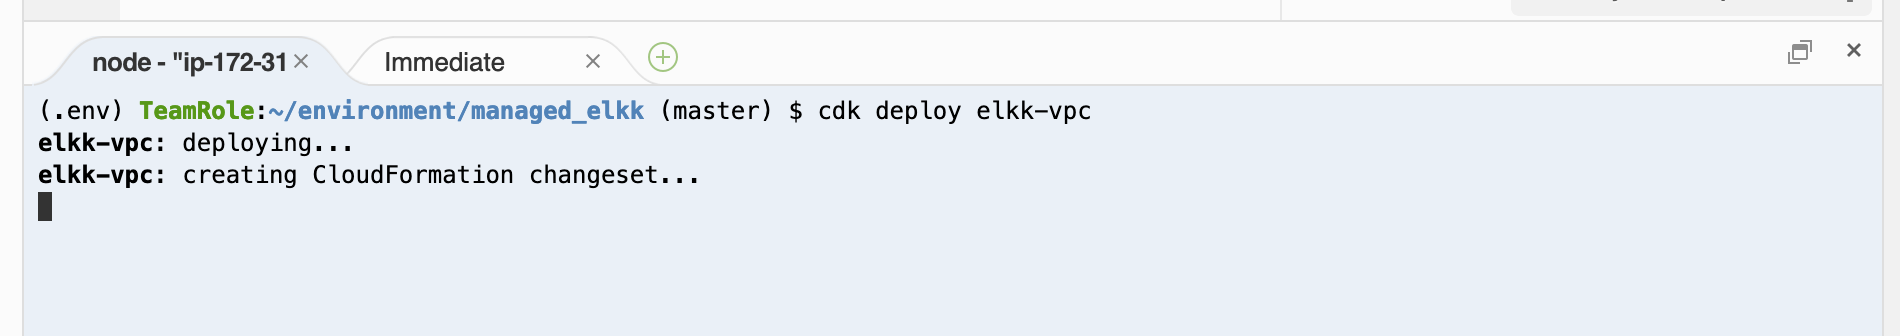 node - "ip-172-31
Immediate
(.env) TeamRole:~/environment/managed_elkk (master) $ cdk deploy elkk-vpc
elkk-vpc: deploying...
elkk-vpc: creating CloudFormation changeset...